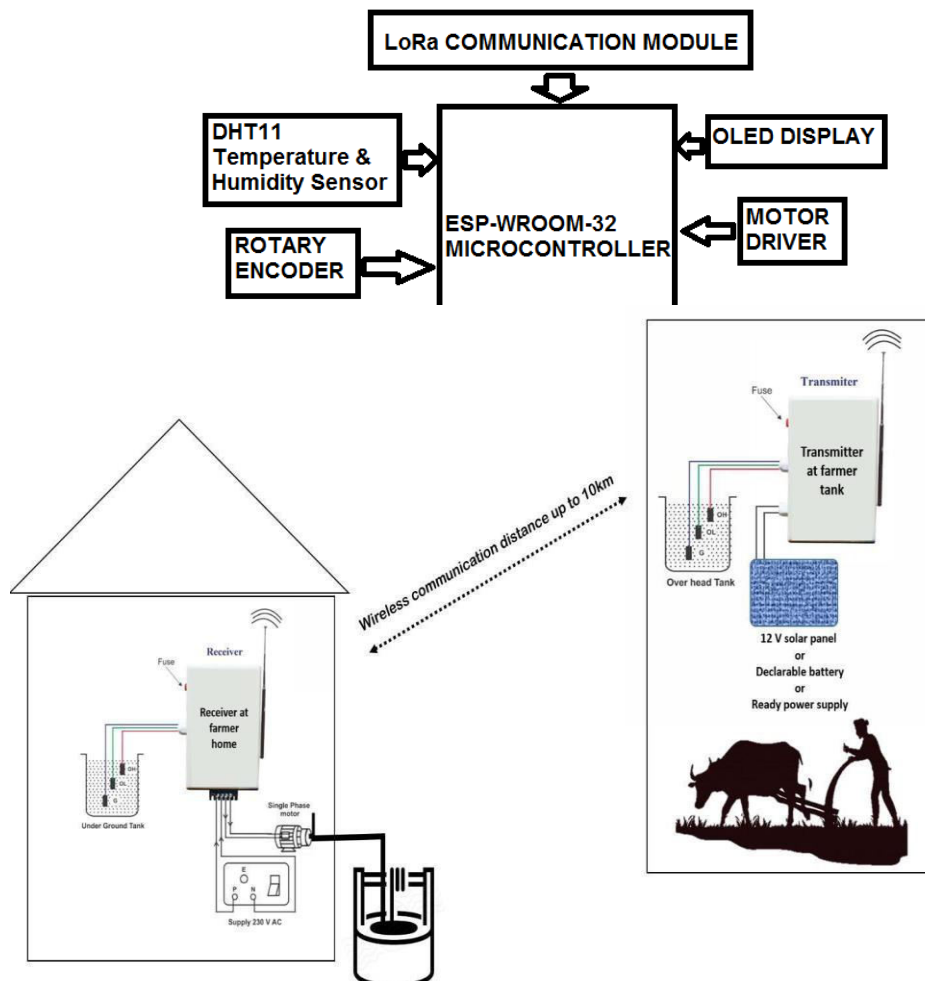 LoRa COMMUNICATION MODULE
DHT11
Temperature &
Humidity Sensor
OLED DISPLAY
ESP-WROOM-32
MICROCONTROLLER
ROTARY
ENCODER
MOTOR
DRIVER
Transmiter
Fuse
Transmitter
at farmer
tank
OH
OL
G
Over head Tank
12 V solar panel
or
Declarable battery
or
Ready power supply
Wireless communication distance up to 10km
Receiver
Fuse
Receiver at
farmer
home
OH
OL
G
Under Ground Tank
Single Phase
motor
E
P N
Supply 230 V AC